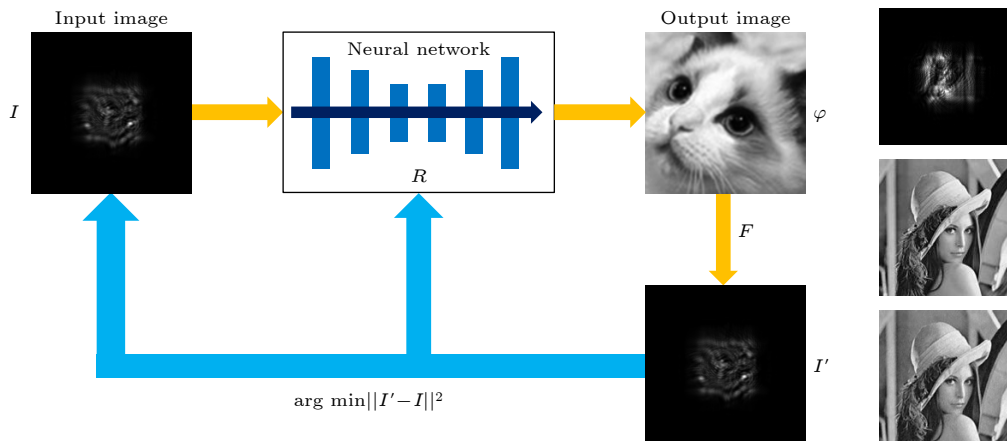 Input image
Output image
Neural network
I
φ
R
F
I′
arg min||I′−I||²